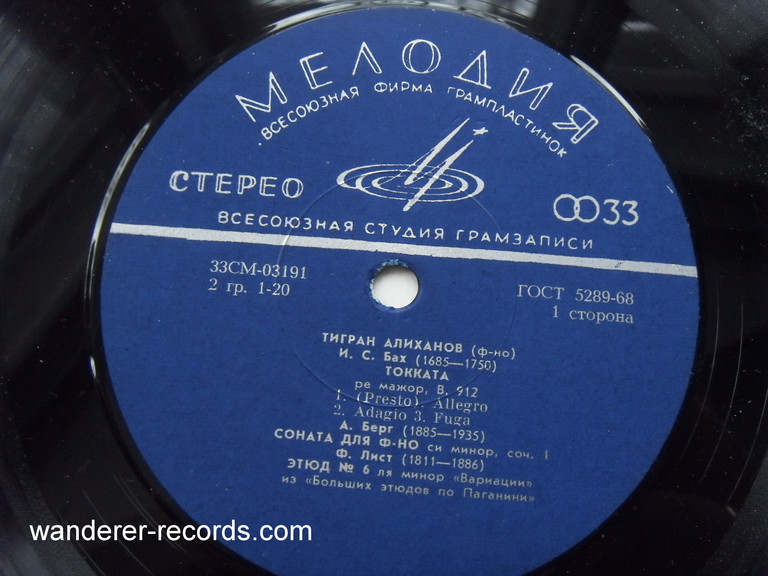 МЕЛОДИЯ
ВСЕСОЮЗНАЯ ФИРМА ГРАМПЛАСТИНОК
СТЕРЕО
33
ВСЕСОЮЗНАЯ СТУДИЯ ГРАМЗАПИСИ
33СМ-03191
2 гр. 1-20
ГОСТ 5289-68
1 сторона
ТИГРАН АЛИХАНОВ (ф-но)
И. С. Бах (1685—1750)
ТОККАТА
ре мажор, В. 912
1. (Presto). Allegro
2. Adagio 3. Fuga
А. Берг (1885—1935)
СОНАТА ДЛЯ Ф-НО си минор, соч. 1
Ф. Лист (1811—1886)
ЭТЮД № 6 ля минор «Вариации»
из «Больших этюдов по Паганини»
wanderer-records.com